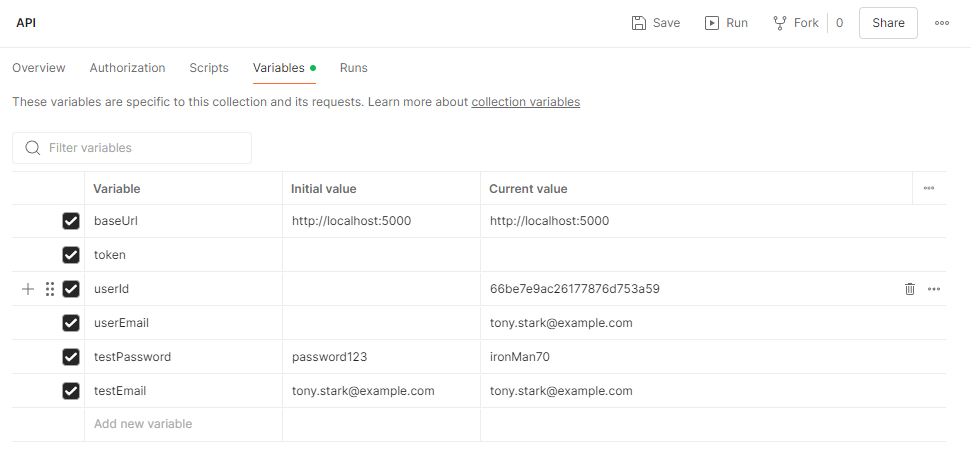 API Save Run Fork 0 Share
Overview Authorization Scripts Variables Runs
These variables are specific to this collection and its requests. Learn more about collection variables
Filter variables
Variable Initial value Current value
baseUrl http://localhost:5000 http://localhost:5000
token
userId 66be7e9ac26177876d753a59
userEmail tony.stark@example.com
testPassword password123 ironMan70
testEmail tony.stark@example.com tony.stark@example.com
Add new variable